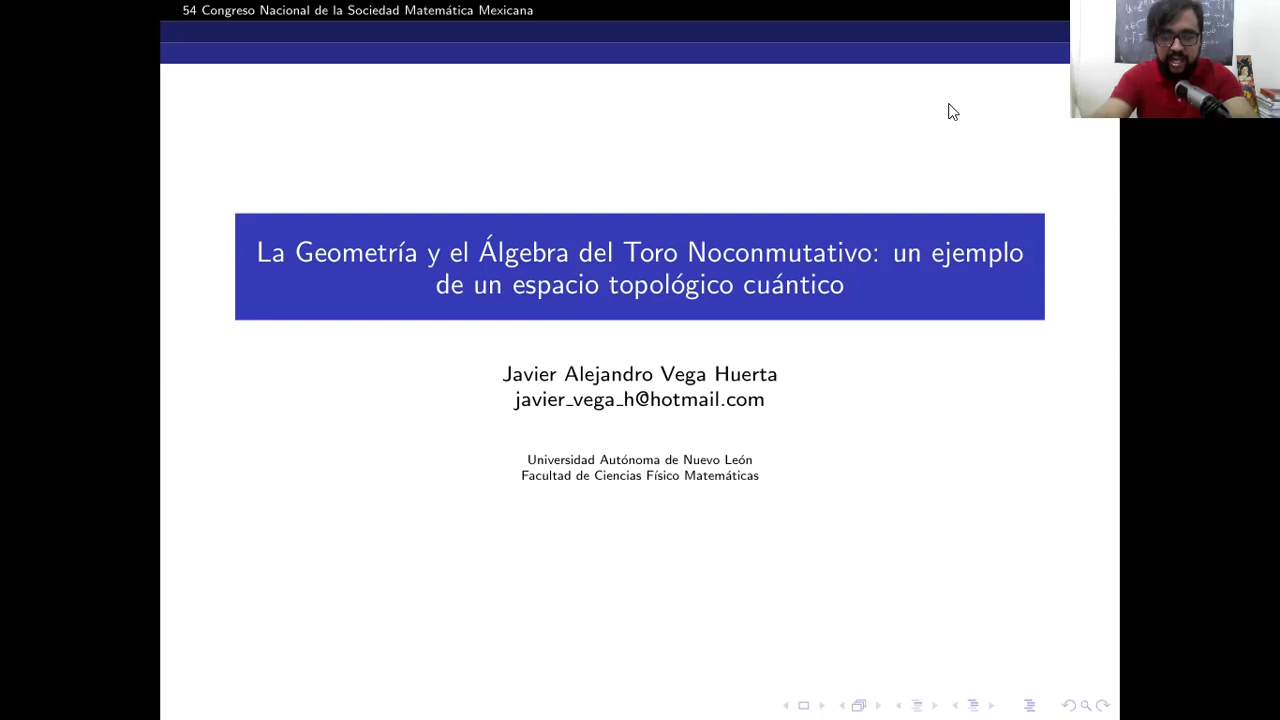 54 Congreso Nacional de la Sociedad Matemática Mexicana
La Geometría y el Álgebra del Toro Noconmutativo: un ejemplo
de un espacio topológico cuántico
Javier Alejandro Vega Huerta
javier_vega_h@hotmail.com
Universidad Autónoma de Nuevo León
Facultad de Ciencias Físico Matemáticas